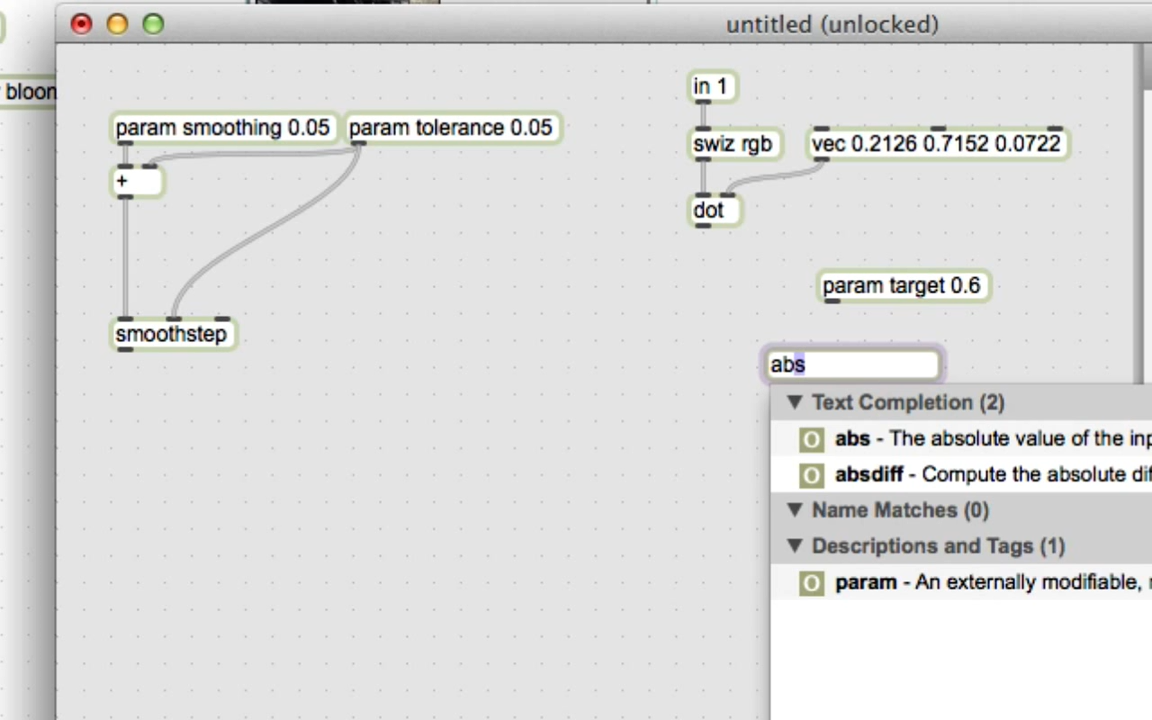 untitled (unlocked)
bloon
param smoothing 0.05
param tolerance 0.05
+
smoothstep
in 1
swiz rgb
vec 0.2126 0.7152 0.0722
dot
param target 0.6
abs
▼ Text Completion (2)
O abs - The absolute value of the inp
O absdiff - Compute the absolute dif
▼ Name Matches (0)
▼ Descriptions and Tags (1)
O param - An externally modifiable,